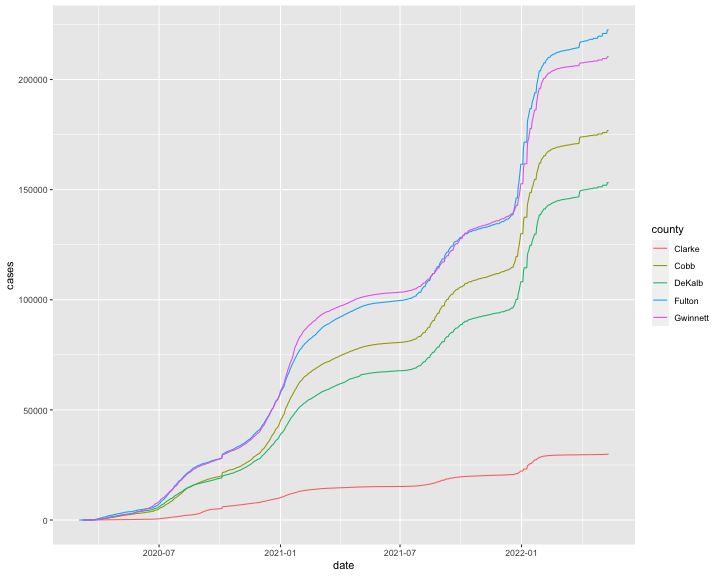 200000
150000
100000
50000
0
cases
2020-07
2021-01
2021-07
2022-01
date
county
Clarke
Cobb
DeKalb
Fulton
Gwinnett